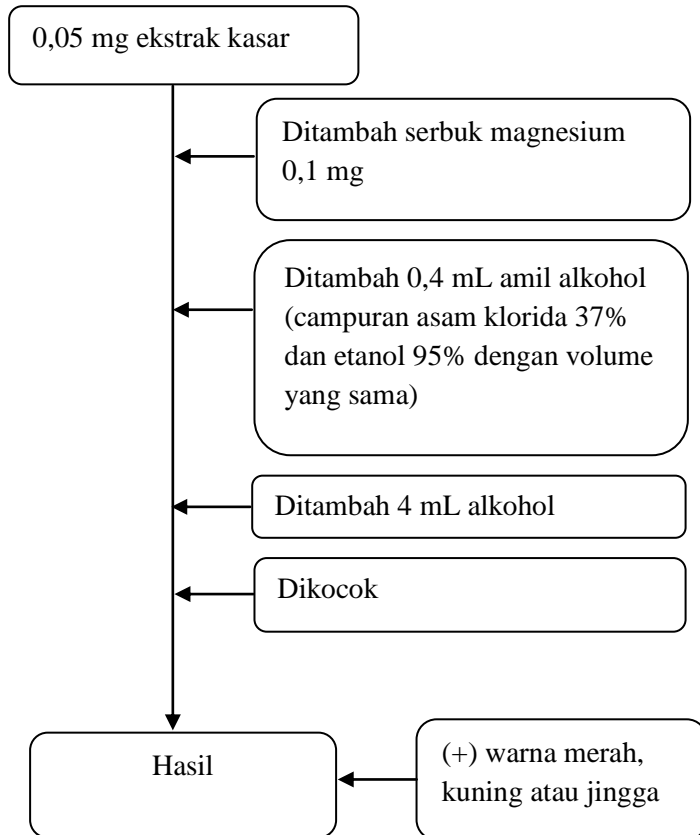 0,05 mg ekstrak kasar
Ditambah serbuk magnesium
0,1 mg
Ditambah 0,4 mL amil alkohol
(campuran asam klorida 37%
dan etanol 95% dengan volume
yang sama)
Ditambah 4 mL alkohol
Dikocok
Hasil
(+) warna merah,
kuning atau jingga